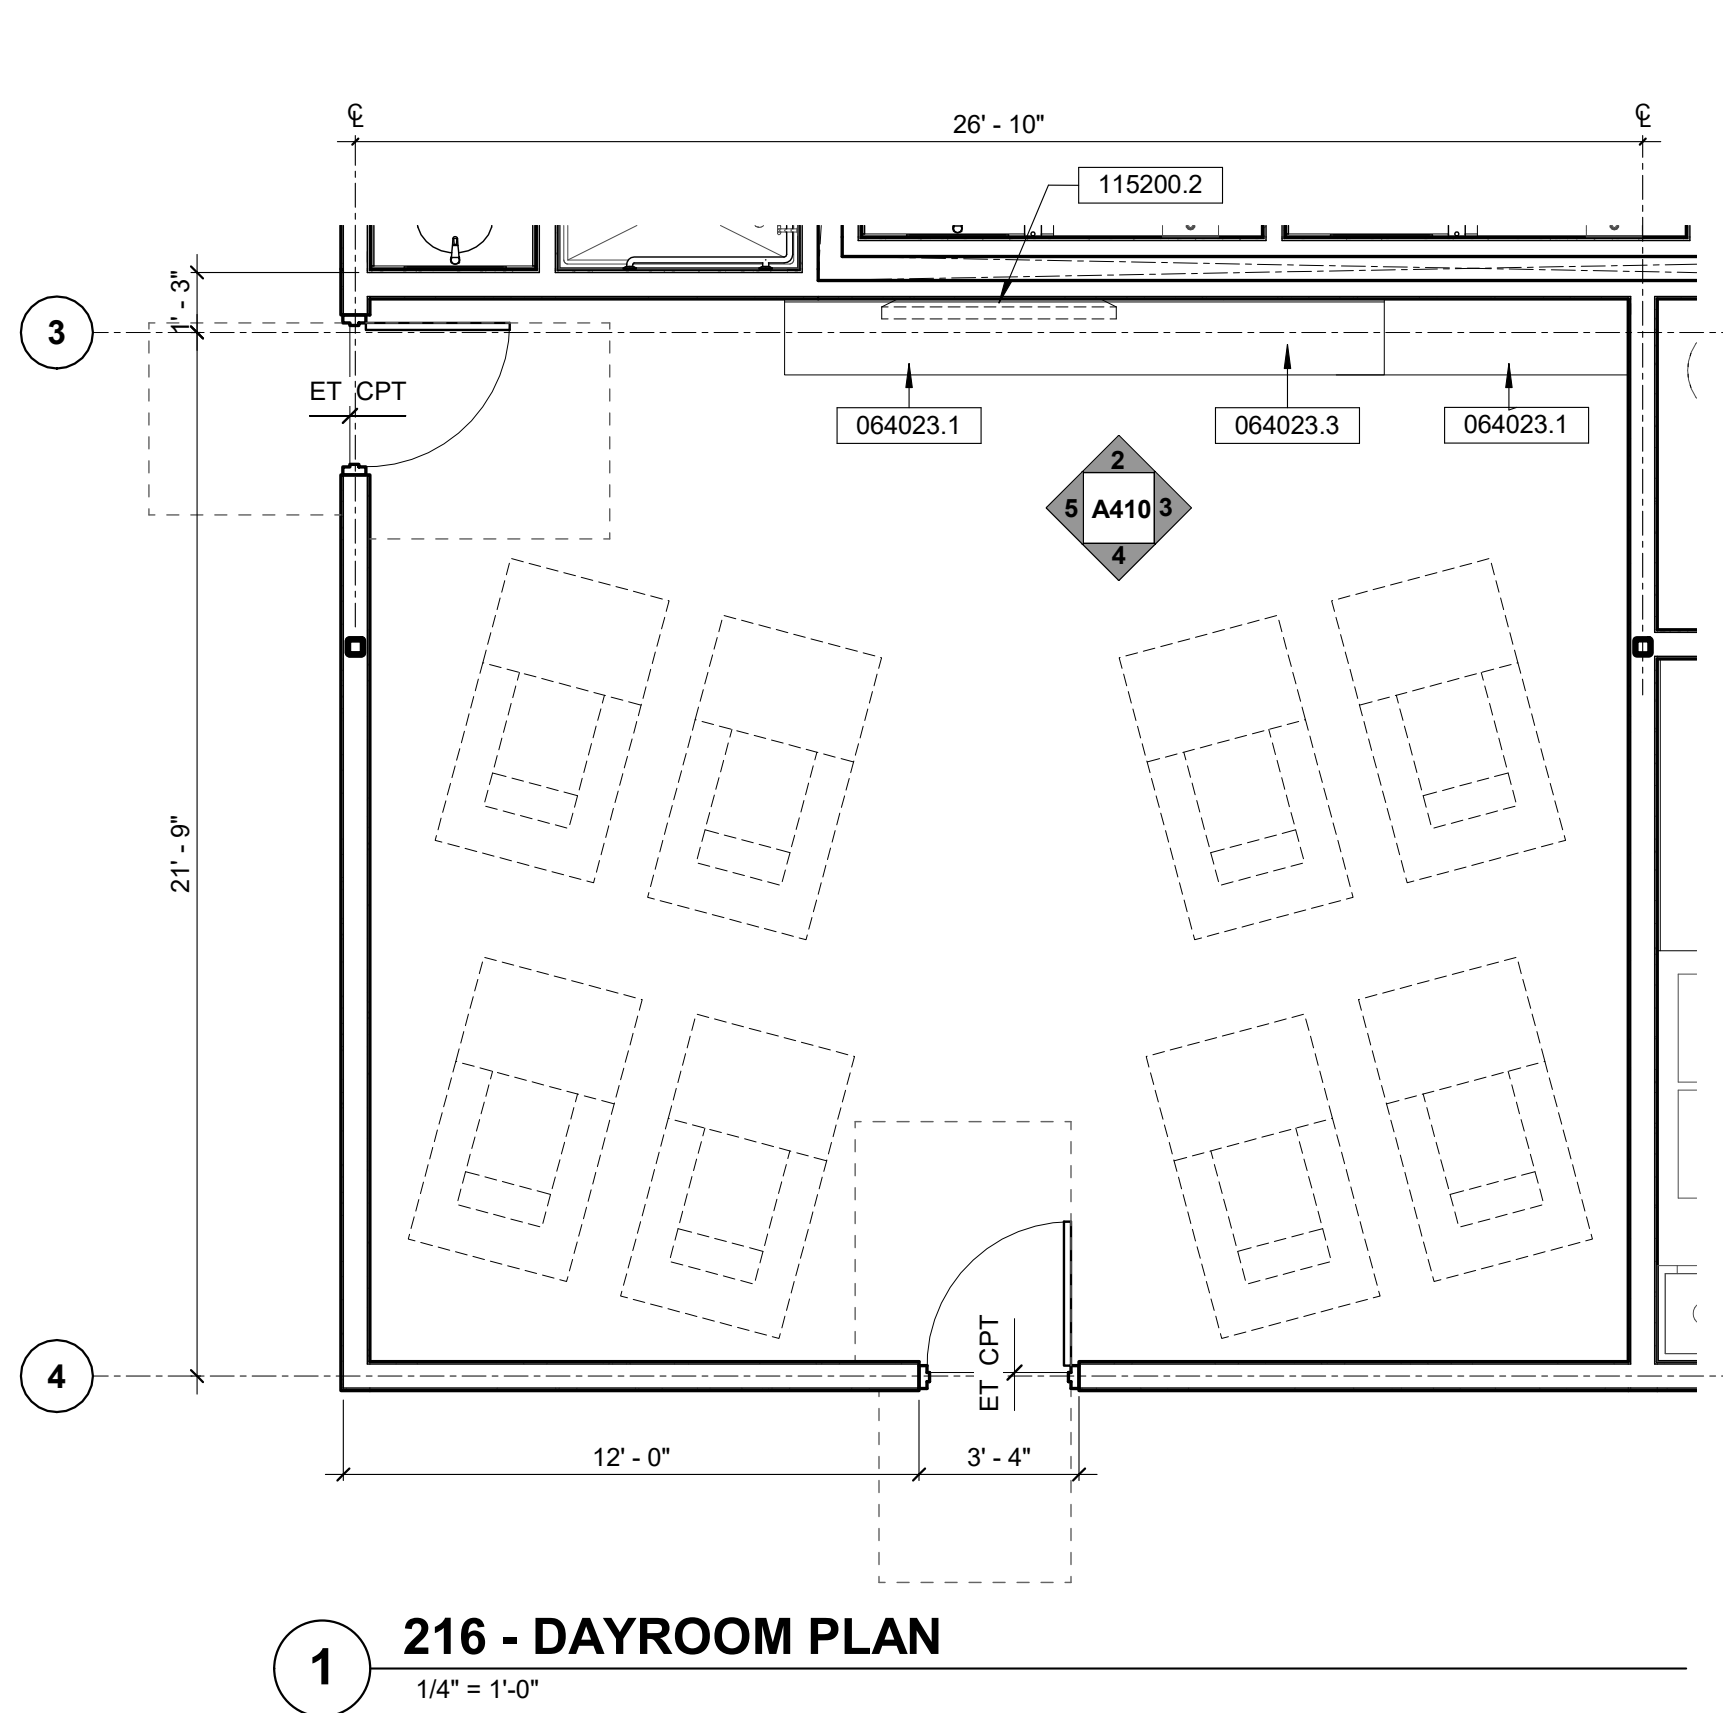 ℄ ℄
26' - 10"
115200.2
1' - 3"
3
ET CPT
064023.1 064023.3 064023.1
2
5 A410 3
4
21' - 9"
ET CPT
4
12' - 0" 3' - 4"
216 - DAYROOM PLAN
1
1/4" = 1'-0"